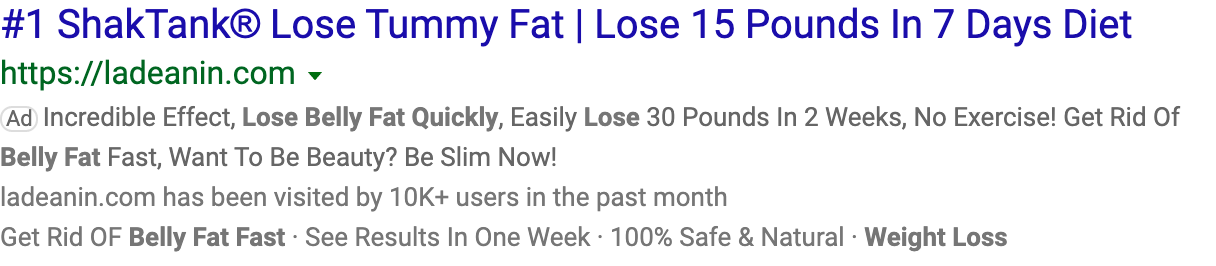 #1 ShakTank® Lose Tummy Fat | Lose 15 Pounds In 7 Days Diet
https://ladeanin.com
Ad Incredible Effect, Lose Belly Fat Quickly, Easily Lose 30 Pounds In 2 Weeks, No Exercise! Get Rid Of
Belly Fat Fast, Want To Be Beauty? Be Slim Now!
ladeanin.com has been visited by 10K+ users in the past month
Get Rid OF Belly Fat Fast · See Results In One Week · 100% Safe & Natural · Weight Loss